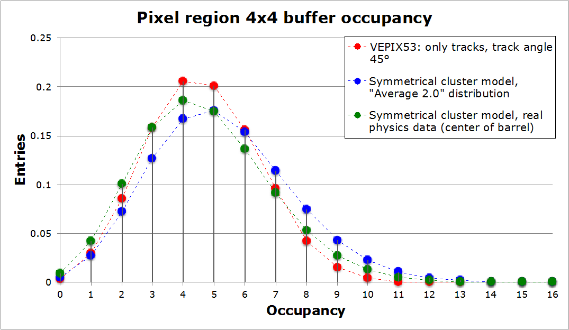 Pixel region 4x4 buffer occupancy
0.25
VEPIX53: only tracks, track angle
45°
Symmetrical cluster model,
"Average 2.0" distribution
Symmetrical cluster model, real
physics data (center of barrel)
0.2
0.15
0.1
0.05
0
Entries
0 1 2 3 4 5 6 7 8 9 10 11 12 13 14 15 16
Occupancy